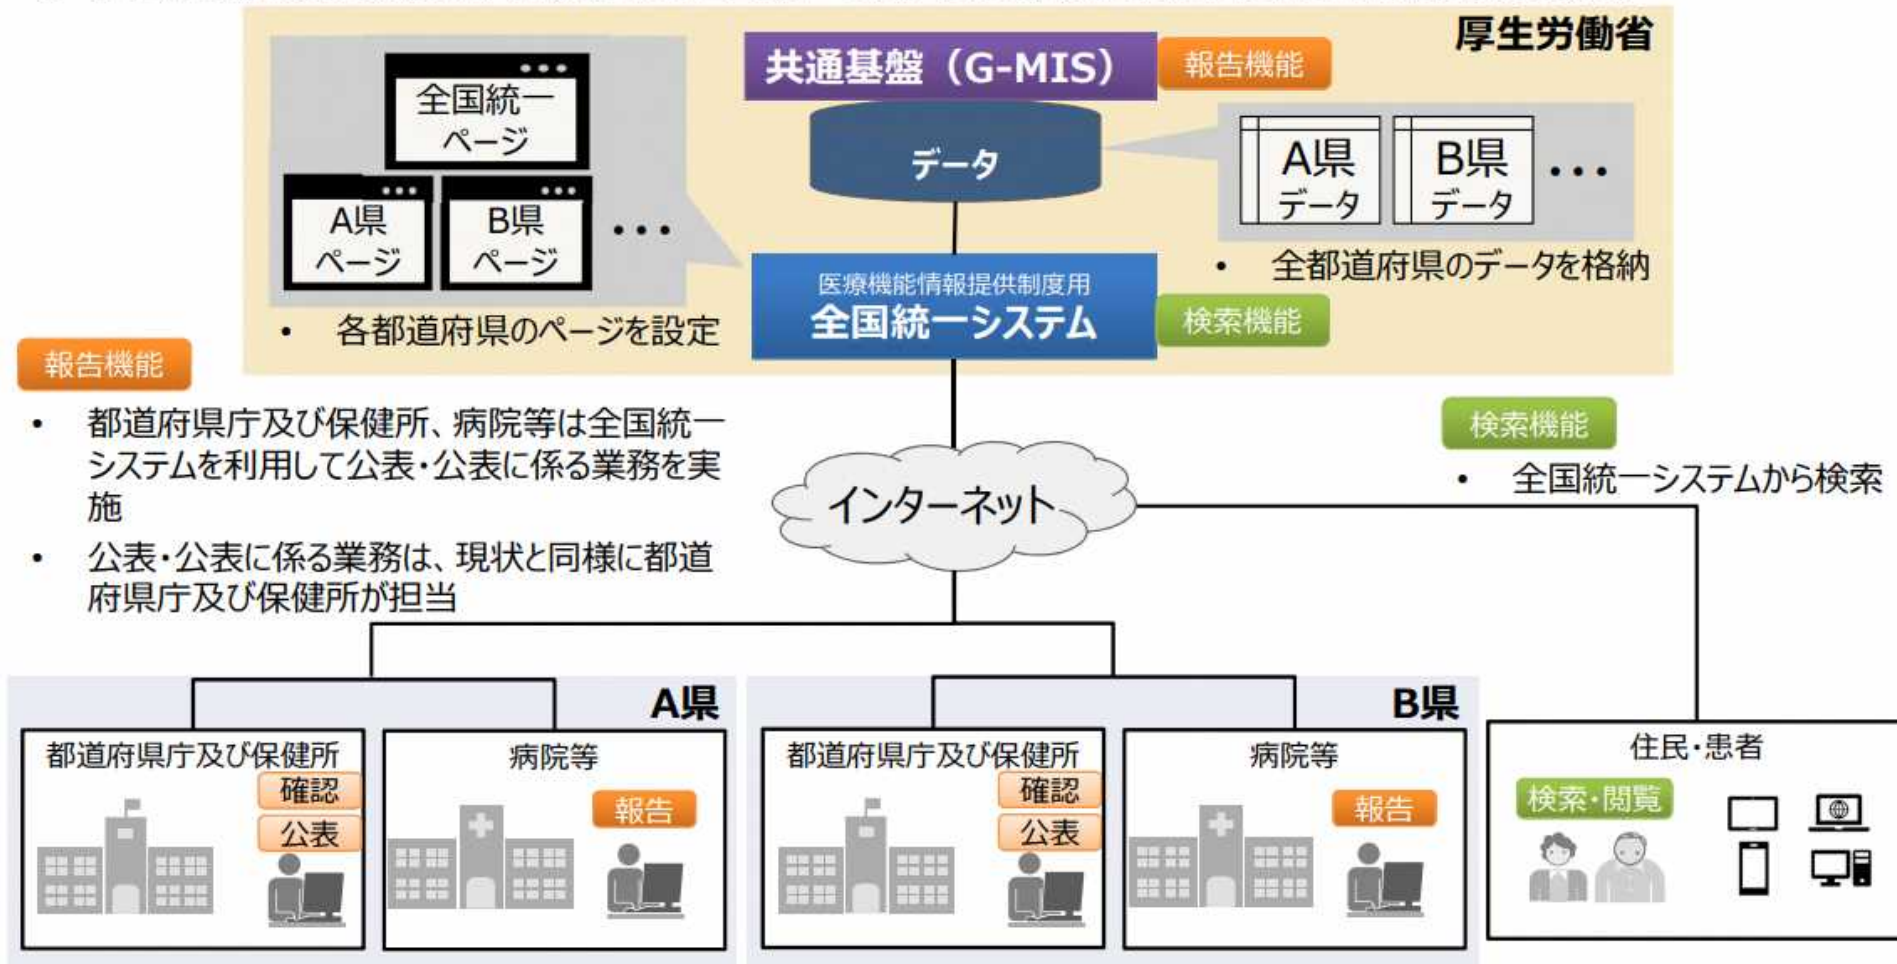 厚生労働省
共通基盤（G-MIS）
報告機能
全国統一
ページ
A県
ページ
B県
ページ
・・・
• 各都道府県のページを設定
データ
A県
データ
B県
データ
・・・
• 全都道府県のデータを格納
医療機能情報提供制度用
全国統一システム
検索機能
報告機能
• 都道府県庁及び保健所、病院等は全国統一
システムを利用して公表・公表に係る業務を実
施
• 公表・公表に係る業務は、現状と同様に都道
府県庁及び保健所が担当
インターネット
検索機能
• 全国統一システムから検索
A県
都道府県庁及び保健所
確認
公表
病院等
報告
B県
都道府県庁及び保健所
確認
公表
病院等
報告
住民・患者
検索・閲覧